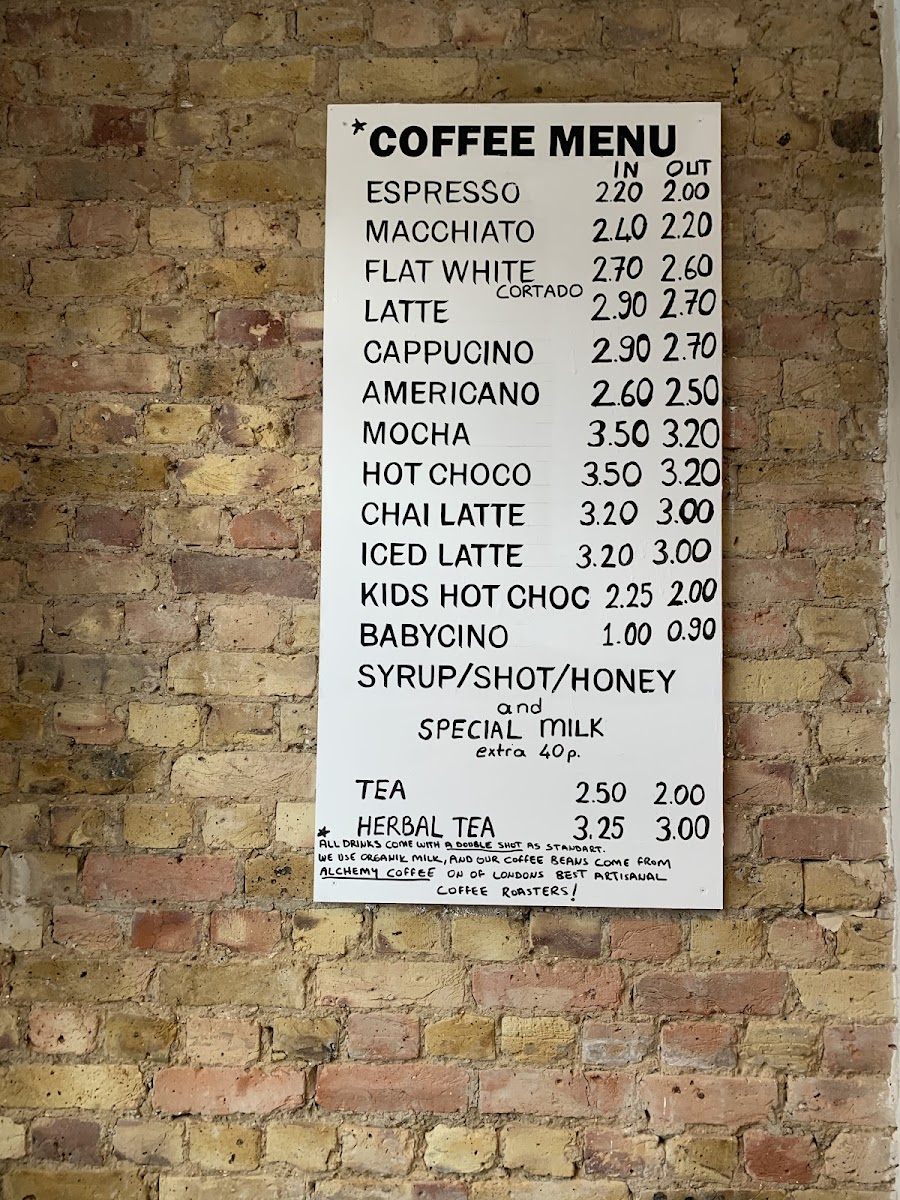 *COFFEE MENU
IN OUT
ESPRESSO 2.20 2.00
MACCHIATO 2.40 2.20
FLAT WHITE 2.70 2.60
CORTADO
LATTE 2.90 2.70
CAPPUCINO 2.90 2.70
AMERICANO 2.60 2.50
MOCHA 3.50 3.20
HOT CHOCO 3.50 3.20
CHAI LATTE 3.20 3.00
ICED LATTE 3.20 3.00
KIDS HOT CHOC 2.25 2.00
BABYCINO 1.00 0.90
SYRUP/SHOT/HONEY
and
SPECIAL MILK
extra 40p.
TEA 2.50 2.00
HERBAL TEA 3.25 3.00
*ALL DRINKS COME WITH A DOUBLE SHOT AS STANDART.
WE USE ORGANIK MILK, AND OUR COFFEE BEANS COME FROM
ALCHEMY COFFEE ON OF LONDONS BEST ARTISANAL
COFFEE ROASTERS!